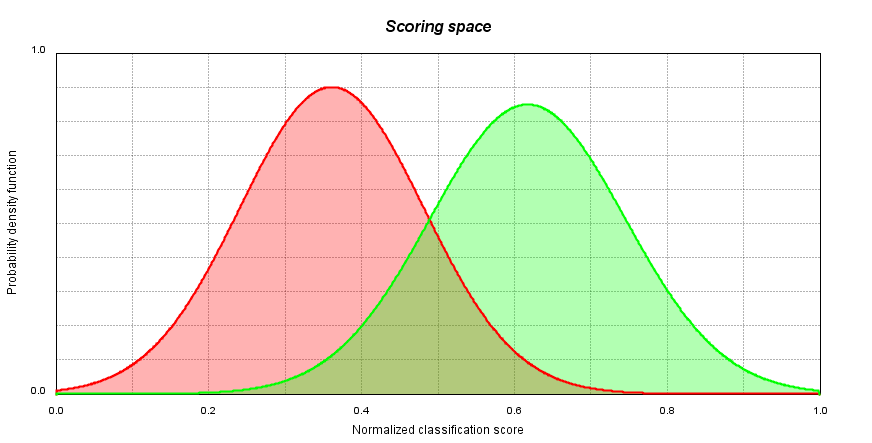 Scoring space
1.0
Probability density function
0.0
0.0 0.2 0.4 0.6 0.8 1.0
Normalized classification score